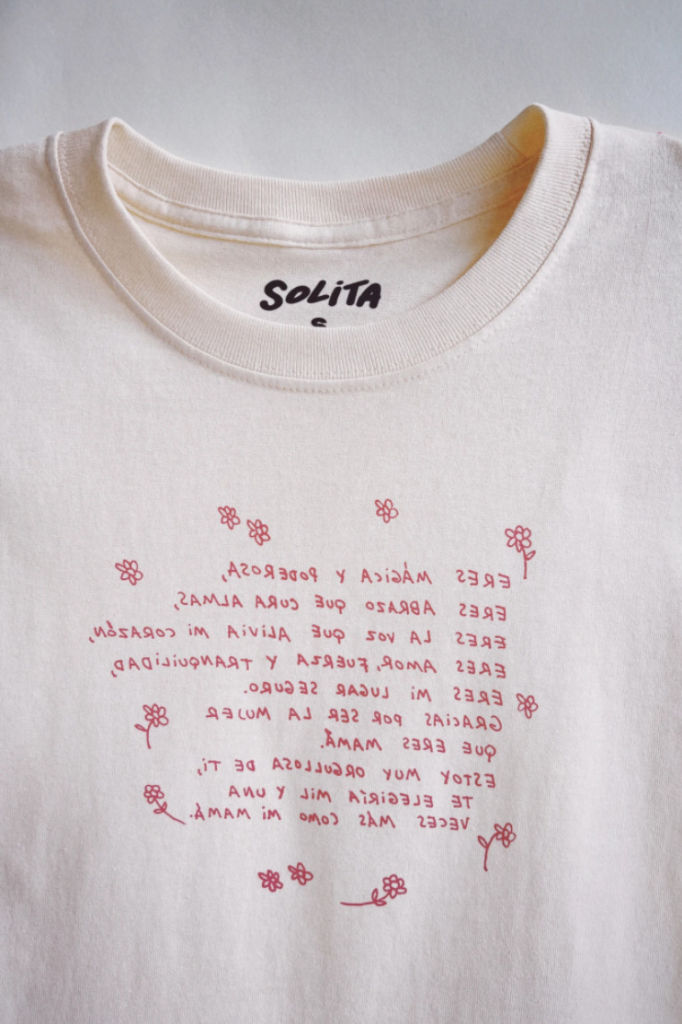 SOLiTA
S
ERES MÁGiCA Y PODEROSA,
ERES ABRAZO QUE CURA ALMAS,
ERES LA VOZ QUE ALiViA Mi CORAZÓN,
ERES AMOR, FUERZA Y TRANQUiLiDAD,
ERES Mi LUGAR SEGURO.
GRACiAS POR SER LA MUJER
QUE ERES MAMÁ.
ESTOY MUY ORGULLOSA DE Ti,
TE ELEGiRÍA MiL Y UNA
VECES MÁS COMO Mi MAMÁ.